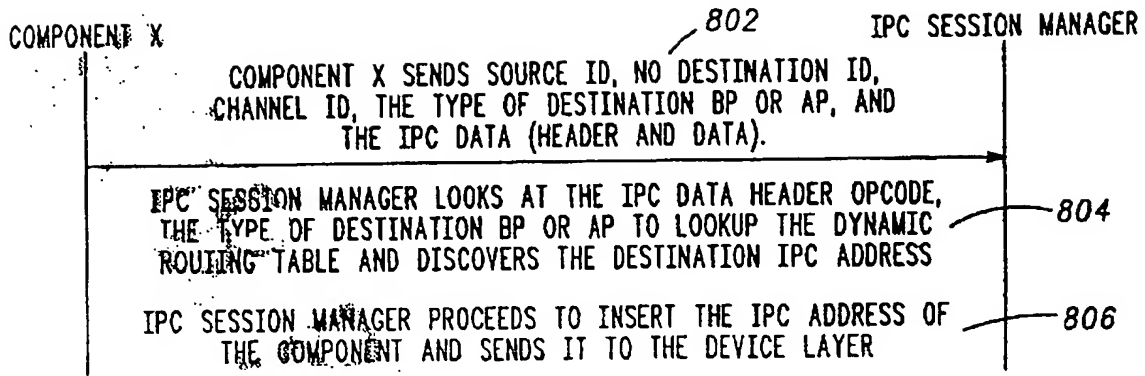 802
COMPONENT X
IPC SESSION MANAGER
COMPONENT X SENDS SOURCE ID, NO DESTINATION ID,
CHANNEL ID, THE TYPE OF DESTINATION BP OR AP, AND
THE IPC DATA (HEADER AND DATA).
IPC SESSION MANAGER LOOKS AT THE IPC DATA HEADER OPCODE,
THE TYPE OF DESTINATION BP OR AP TO LOOKUP THE DYNAMIC
804
ROUTING TABLE AND DISCOVERS THE DESTINATION IPC ADDRESS
IPC SESSION MANAGER PROCEEDS TO INSERT THE IPC ADDRESS OF
806
THE COMPONENT AND SENDS IT TO THE DEVICE LAYER